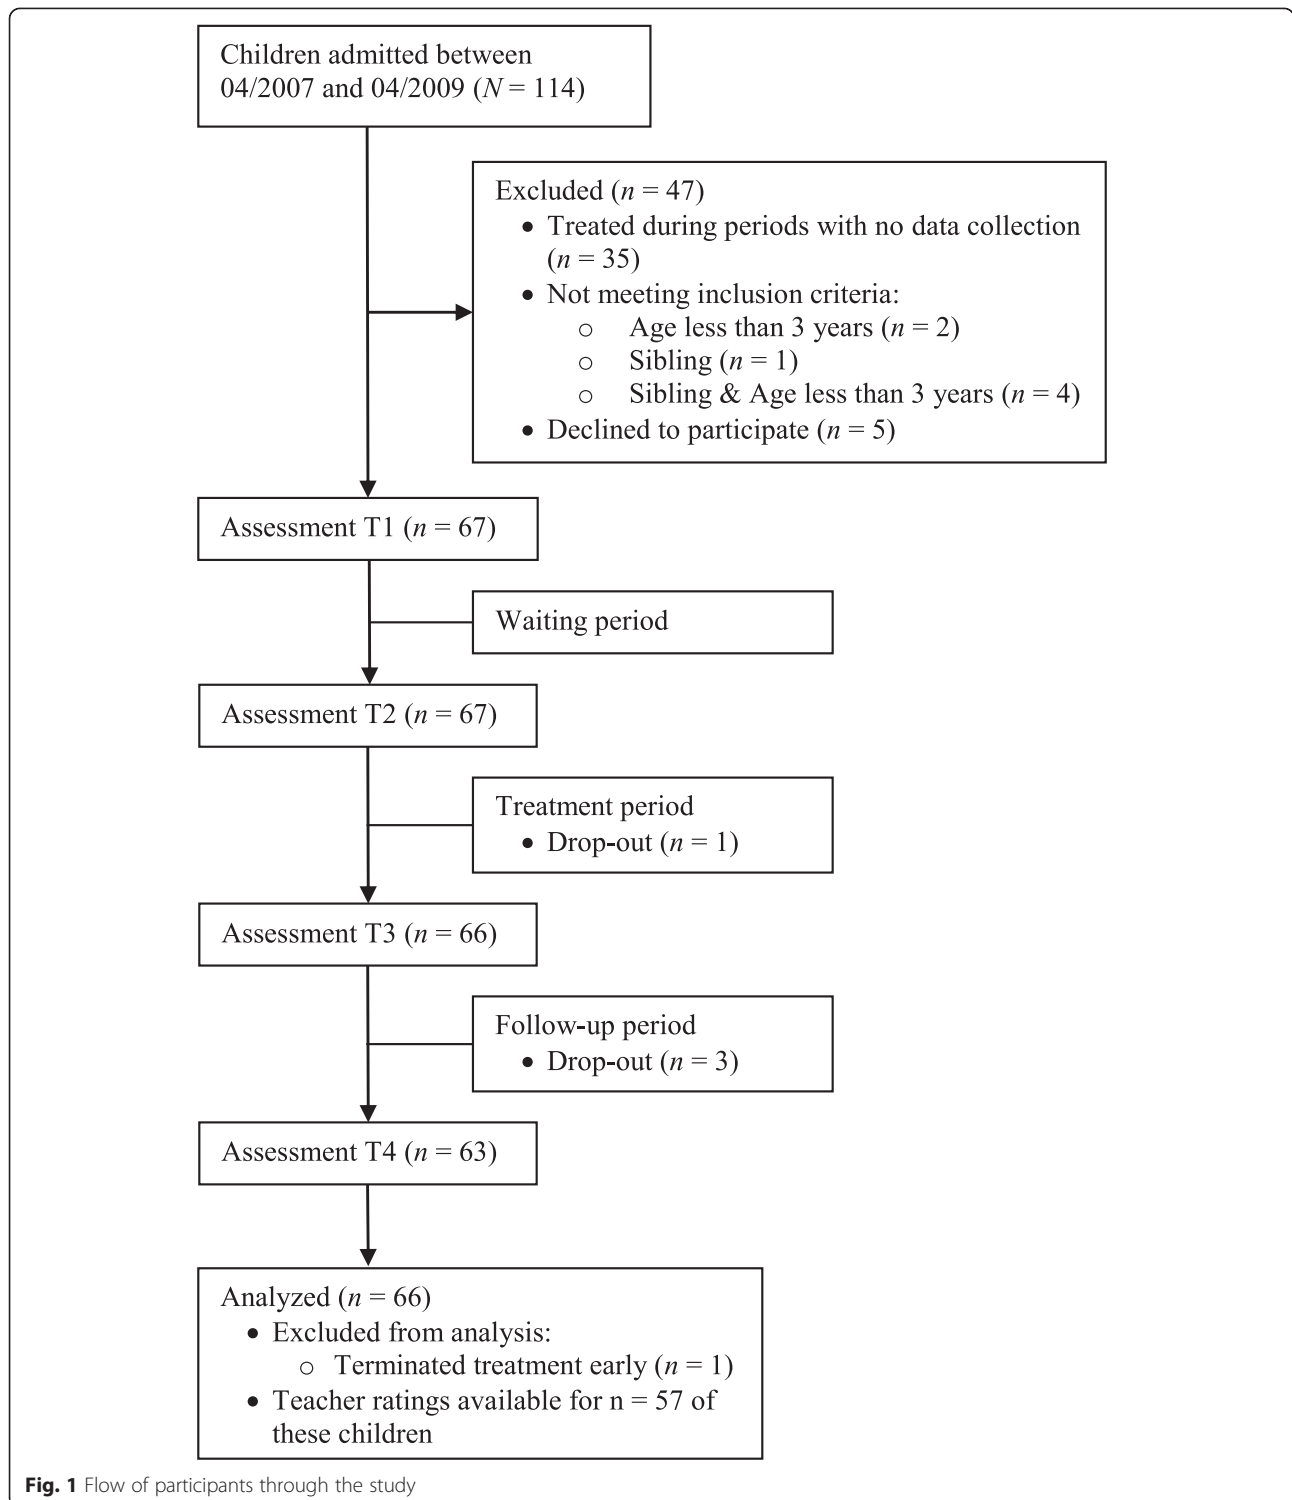 Children admitted between
04/2007 and 04/2009 (N = 114)
Excluded (n = 47)
• Treated during periods with no data collection
(n = 35)
• Not meeting inclusion criteria:
o Age less than 3 years (n = 2)
o Sibling (n = 1)
o Sibling & Age less than 3 years (n = 4)
• Declined to participate (n = 5)
Assessment T1 (n = 67)
Waiting period
Assessment T2 (n = 67)
Treatment period
• Drop-out (n = 1)
Assessment T3 (n = 66)
Follow-up period
• Drop-out (n = 3)
Assessment T4 (n = 63)
Analyzed (n = 66)
• Excluded from analysis:
o Terminated treatment early (n = 1)
• Teacher ratings available for n = 57 of
these children
Fig. 1 Flow of participants through the study